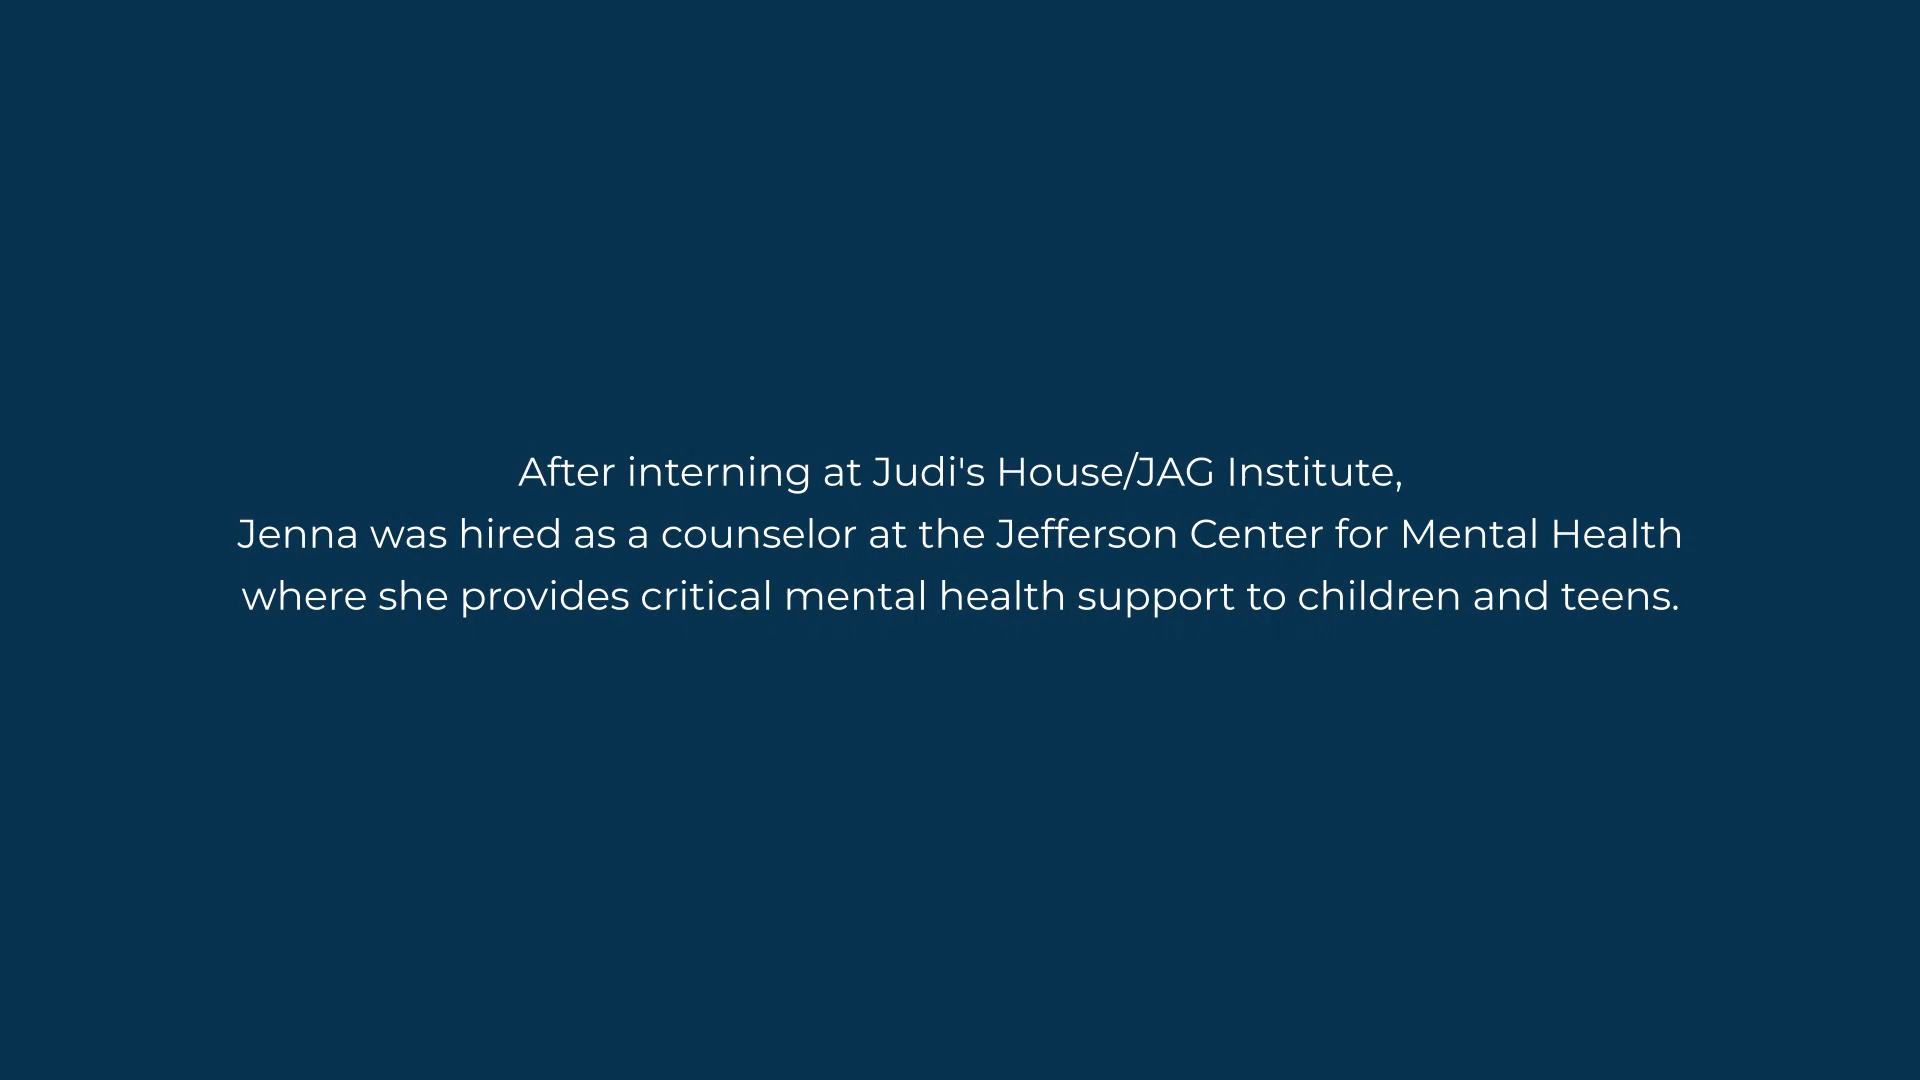 After interning at Judi's House/JAG Institute,
Jenna was hired as a counselor at the Jefferson Center for Mental Health
where she provides critical mental health support to children and teens.